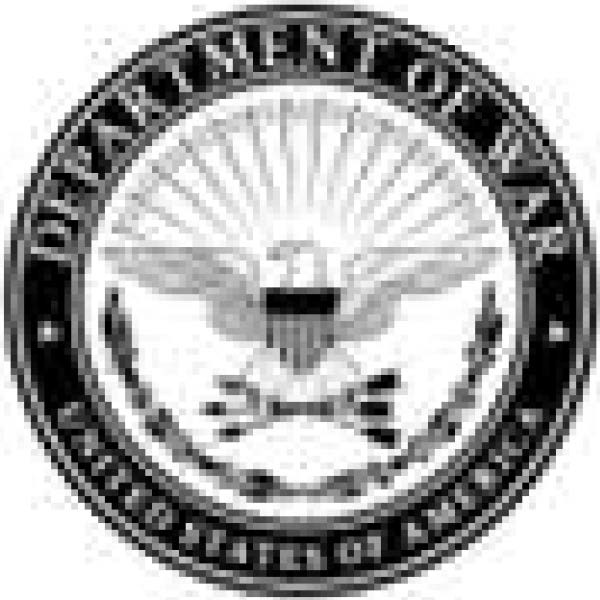 DEPARTMENT OF WAR
UNITED STATES OF AMERICA